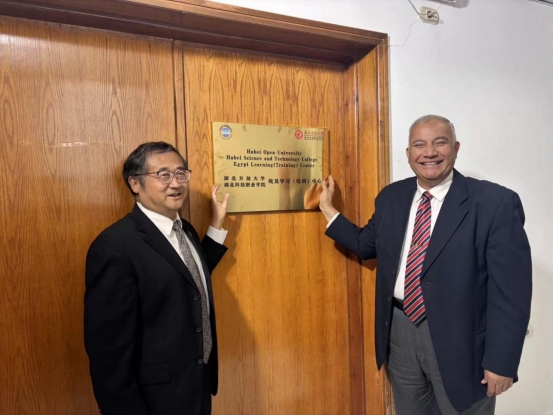 Hubei Open University
Hubei Science and Technology College
Egypt Learning(Training) Center
湖北开放大学
湖北科技职业学院
埃及学习（培训）中心